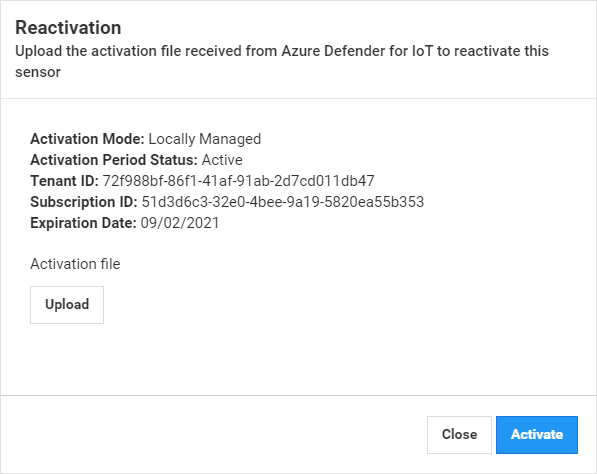 Reactivation
Upload the activation file received from Azure Defender for IoT to reactivate this
sensor
Activation Mode: Locally Managed
Activation Period Status: Active
Tenant ID: 72f988bf-86f1-41af-91ab-2d7cd011db47
Subscription ID: 51d3d6c3-32e0-4bee-9a19-5820ea55b353
Expiration Date: 09/02/2021
Activation file
Upload
Close Activate